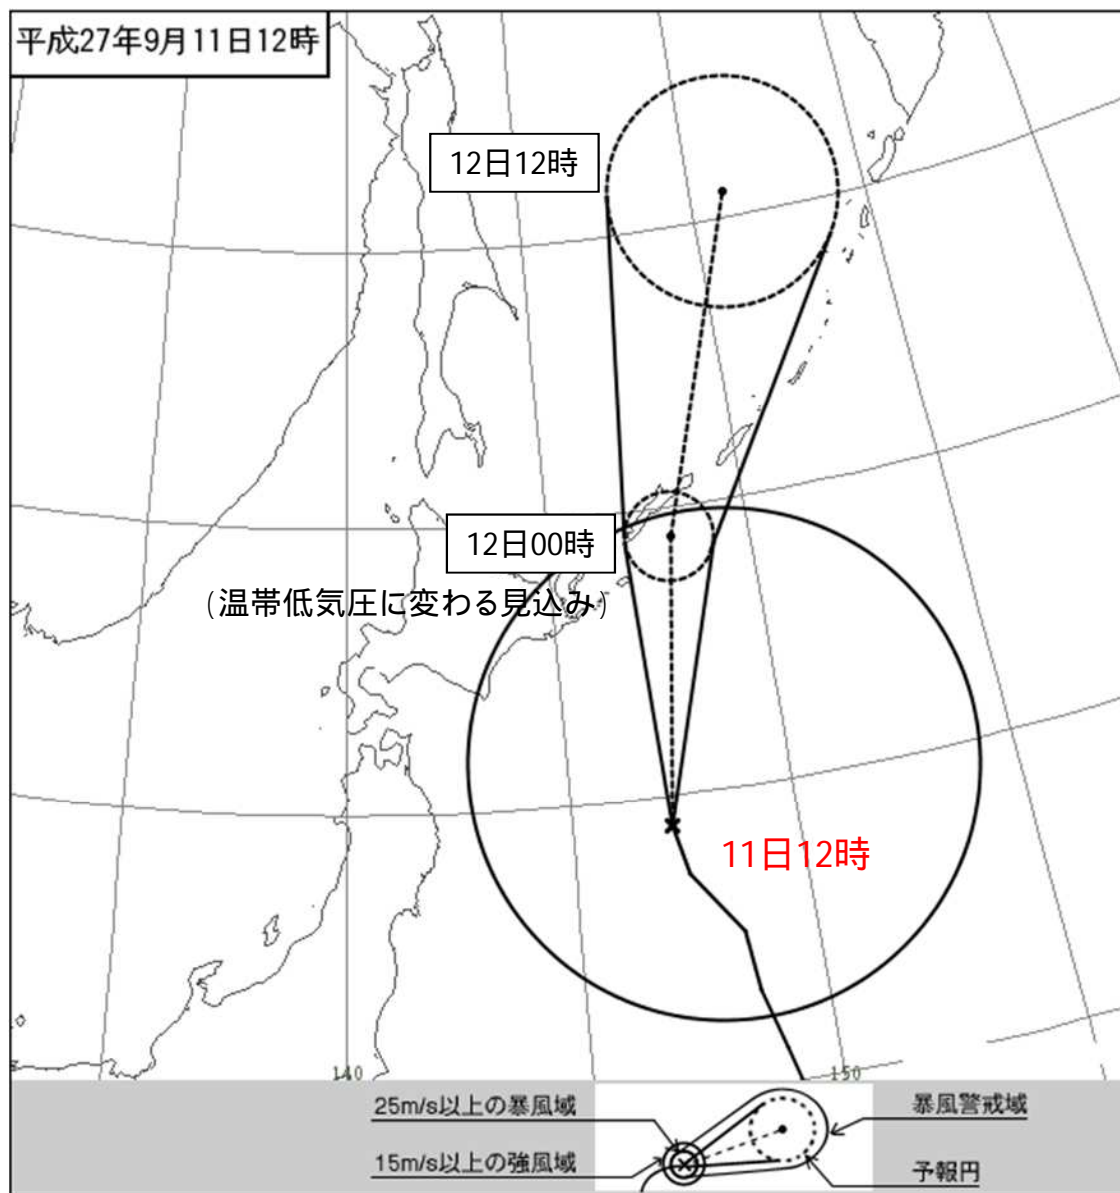 平成27年9月11日12時
12日12時
12日00時
(温帯低気圧に変わる見込み)
11日12時
140
150
25m/s以上の暴風域
暴風警戒域
15m/s以上の強風域
予報円